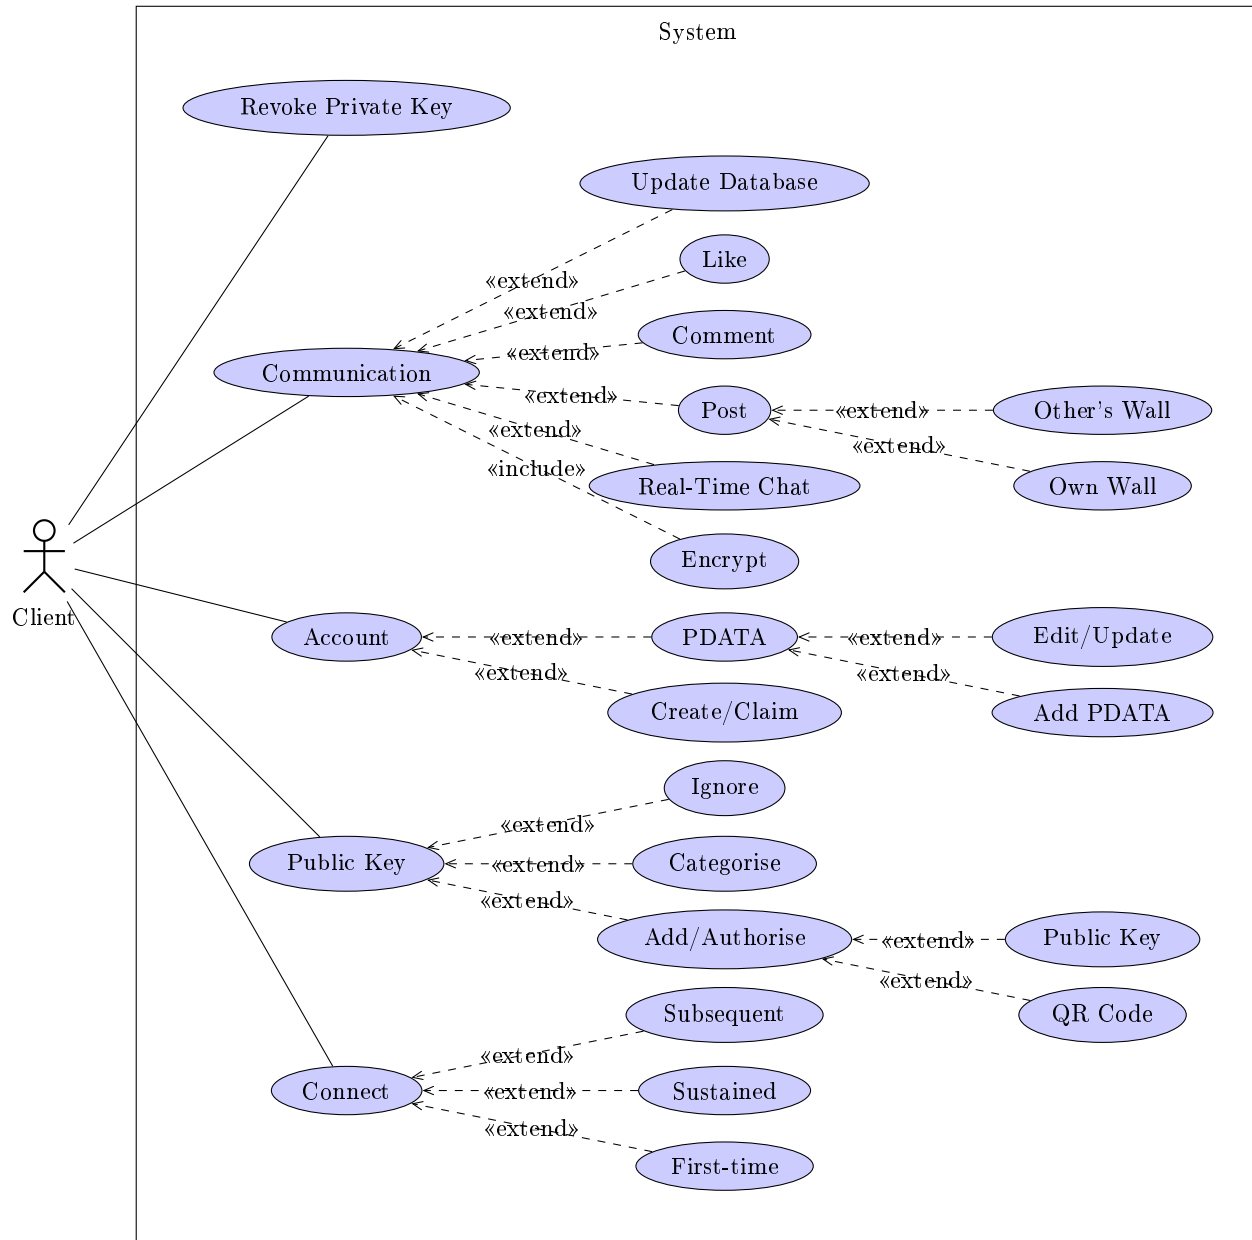 System
Revoke Private Key
Update Database
«extend»
Like
«extend»
Comment
«extend»
Communication
«extend»
Post
«extend»
Other's Wall
«extend»
Own Wall
«extend»
Real-Time Chat
«include»
Encrypt
Client
Account
«extend»
PDATA
«extend»
Edit/Update
«extend»
Create/Claim
«extend»
Add PDATA
Ignore
«extend»
Public Key
«extend»
Categorise
«extend»
Add/Authorise
«extend»
Public Key
«extend»
QR Code
Subsequent
«extend»
Connect
«extend»
Sustained
«extend»
First-time